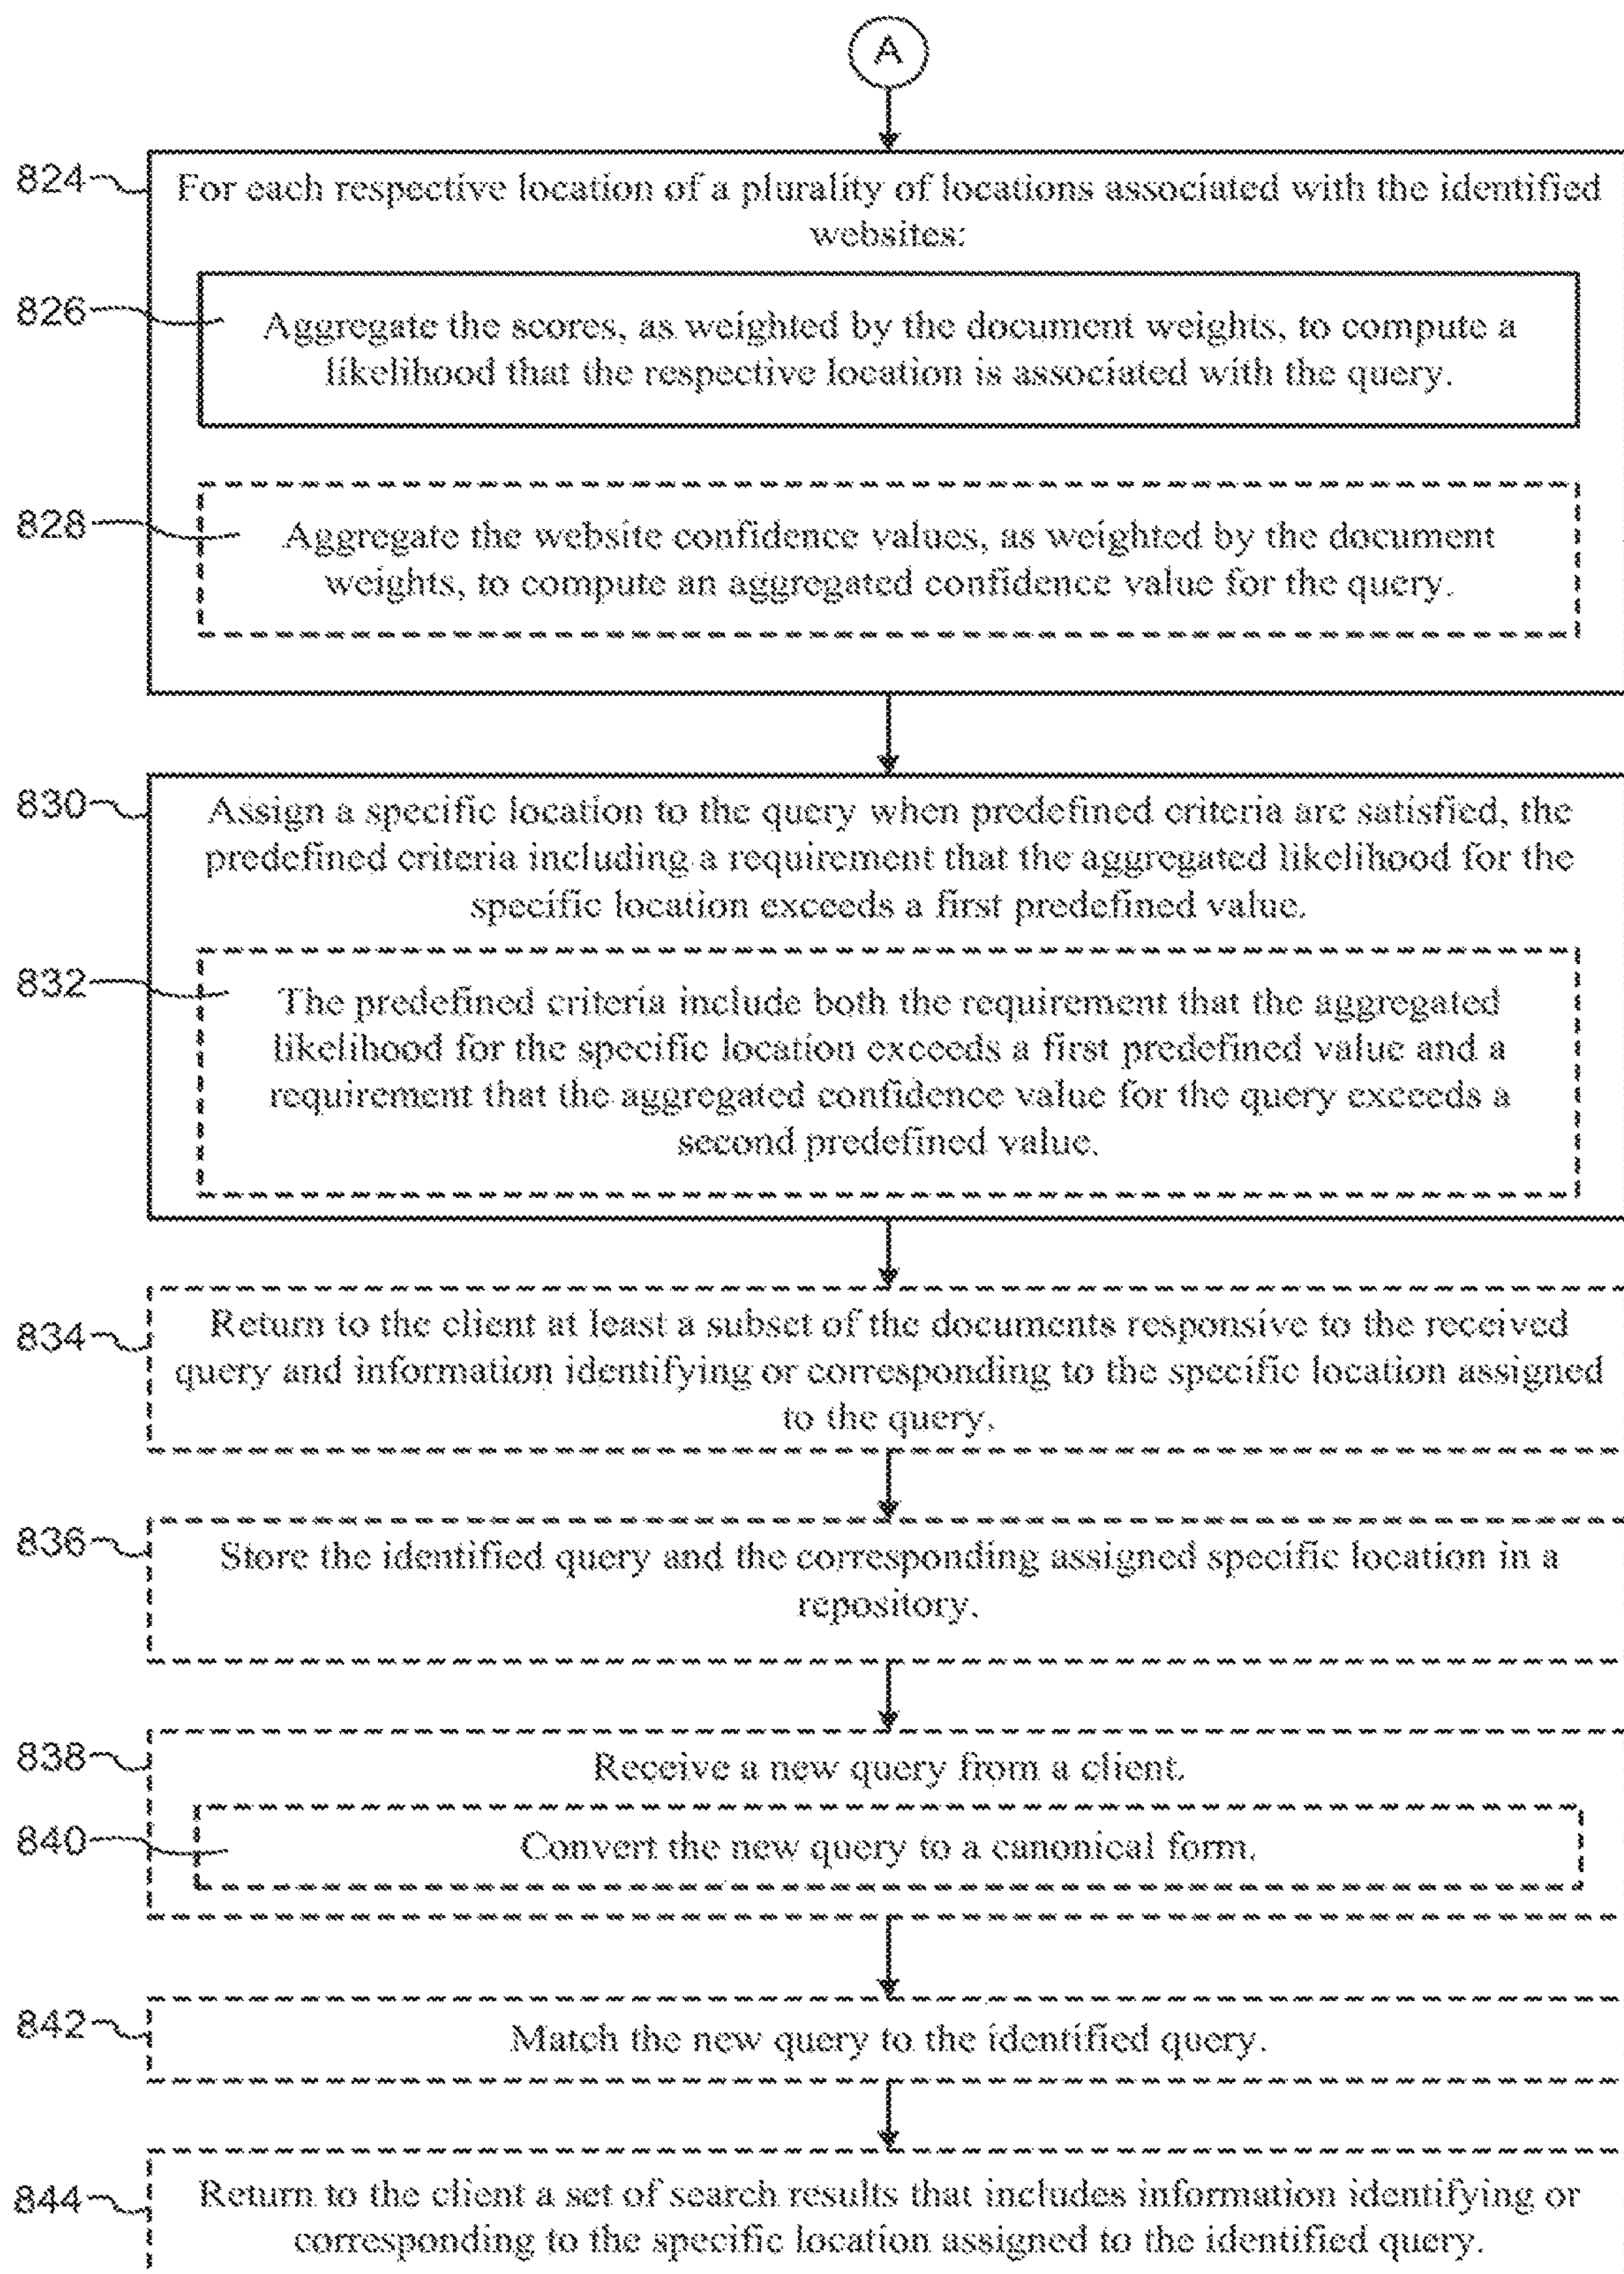 A
824
For each respective location of a plurality of locations associated with the identified
websites:
826
Aggregate the scores, as weighted by the document weights, to compute a
likelihood that the respective location is associated with the query.
828
Aggregate the website confidence values, as weighted by the document
weights, to compute an aggregated confidence value for the query.
830
Assign a specific location to the query when predefined criteria are satisfied, the
predefined criteria including a requirement that the aggregated likelihood for the
specific location exceeds a first predefined value.
832
The predefined criteria include both the requirement that the aggregated
likelihood for the specific location exceeds a first predefined value and a
requirement that the aggregated confidence value for the query exceeds a
second predefined value.
834
Return to the client at least a subset of the documents responsive to the received
query and information identifying or corresponding to the specific location assigned
to the query.
836
Store the identified query and the corresponding assigned specific location in a
repository.
838
Receive a new query from a client.
840
Convert the new query to a canonical form.
842
Match the new query to the identified query.
844
Return to the client a set of search results that includes information identifying or
corresponding to the specific location assigned to the identified query.